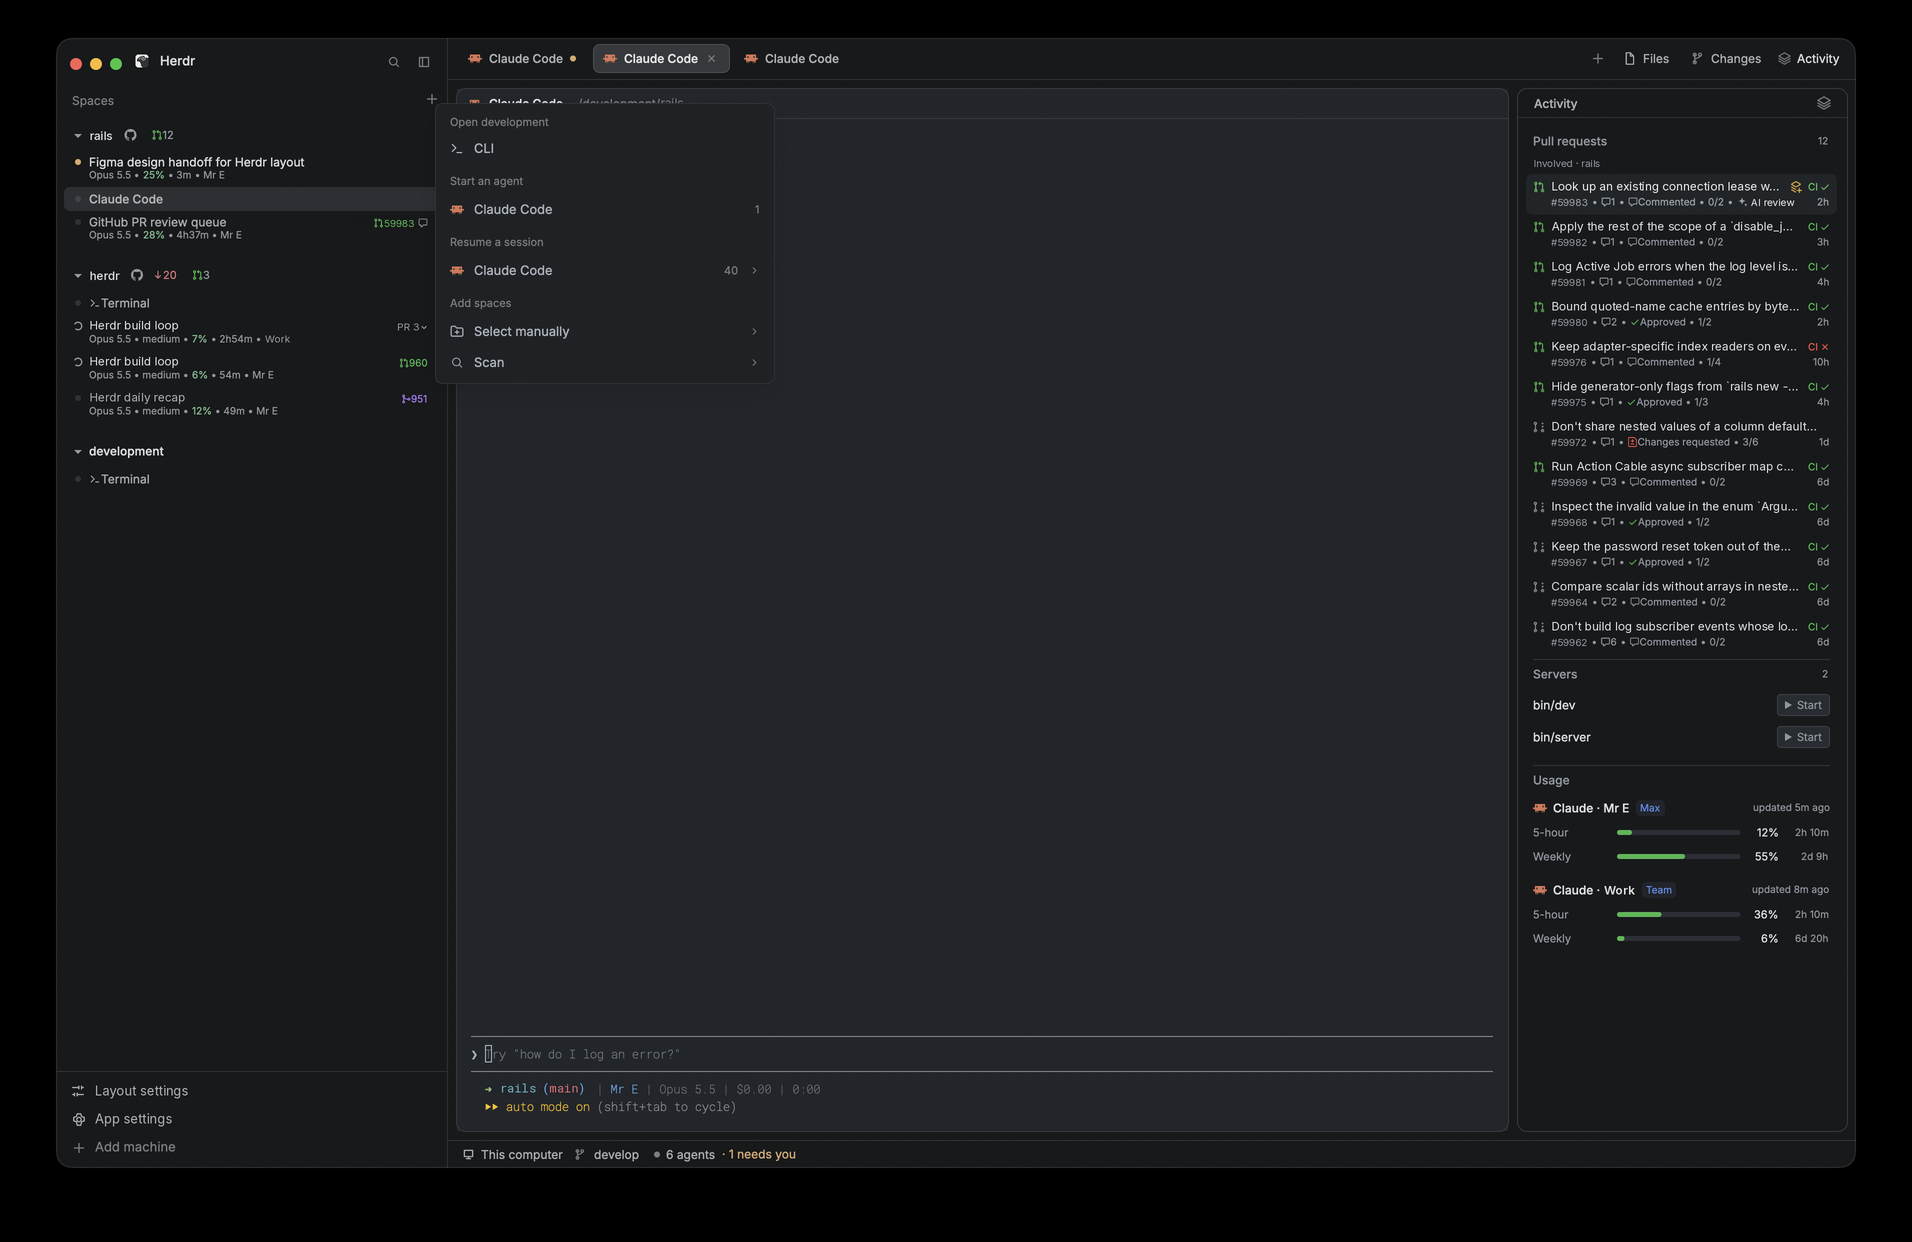 Herdr
Spaces
rails 12
Figma design handoff for Herdr layout
Opus 5.5 • 25% • 3m • Mr E
Claude Code
GitHub PR review queue 59983
Opus 5.5 • 28% • 4h37m • Mr E
herdr ↓20 3
Terminal
Herdr build loop PR 3
Opus 5.5 • medium • 7% • 2h54m • Work
Herdr build loop 960
Opus 5.5 • medium • 6% • 54m • Mr E
Herdr daily recap 951
Opus 5.5 • medium • 12% • 49m • Mr E
development
Terminal
Layout settings
App settings
Add machine
Claude Code Claude Code Claude Code
Files Changes Activity
Claude Code /development/rails
Open development
CLI
Start an agent
Claude Code 1
Resume a session
Claude Code 40
Add spaces
Select manually
Scan
❯ Try "how do I log an error?"
➜ rails (main) | Mr E | Opus 5.5 | $0.00 | 0:00
auto mode on (shift+tab to cycle)
This computer develop 6 agents · 1 needs you
Activity
Pull requests 12
Involved · rails
Look up an existing connection lease w... CI
#59983 • 1 • Commented • 0/2 • AI review 2h
Apply the rest of the scope of a `disable_j... CI
#59982 • 1 • Commented • 0/2 3h
Log Active Job errors when the log level is... CI
#59981 • 1 • Commented • 0/2 4h
Bound quoted-name cache entries by byte... CI
#59980 • 2 • Approved • 1/2 2h
Keep adapter-specific index readers on ev... CI
#59976 • 1 • Commented • 1/4 10h
Hide generator-only flags from `rails new -... CI
#59975 • 1 • Approved • 1/3 4h
Don't share nested values of a column default...
#59972 • 1 • Changes requested • 3/6 1d
Run Action Cable async subscriber map c... CI
#59969 • 3 • Commented • 0/2 6d
Inspect the invalid value in the enum `Argu... CI
#59968 • 1 • Approved • 1/2 6d
Keep the password reset token out of the... CI
#59967 • 1 • Approved • 1/2 6d
Compare scalar ids without arrays in neste... CI
#59964 • 2 • Commented • 0/2 6d
Don't build log subscriber events whose lo... CI
#59962 • 6 • Commented • 0/2 6d
Servers 2
bin/dev Start
bin/server Start
Usage
Claude · Mr E Max updated 5m ago
5-hour 12% 2h 10m
Weekly 55% 2d 9h
Claude · Work Team updated 8m ago
5-hour 36% 2h 10m
Weekly 6% 6d 20h